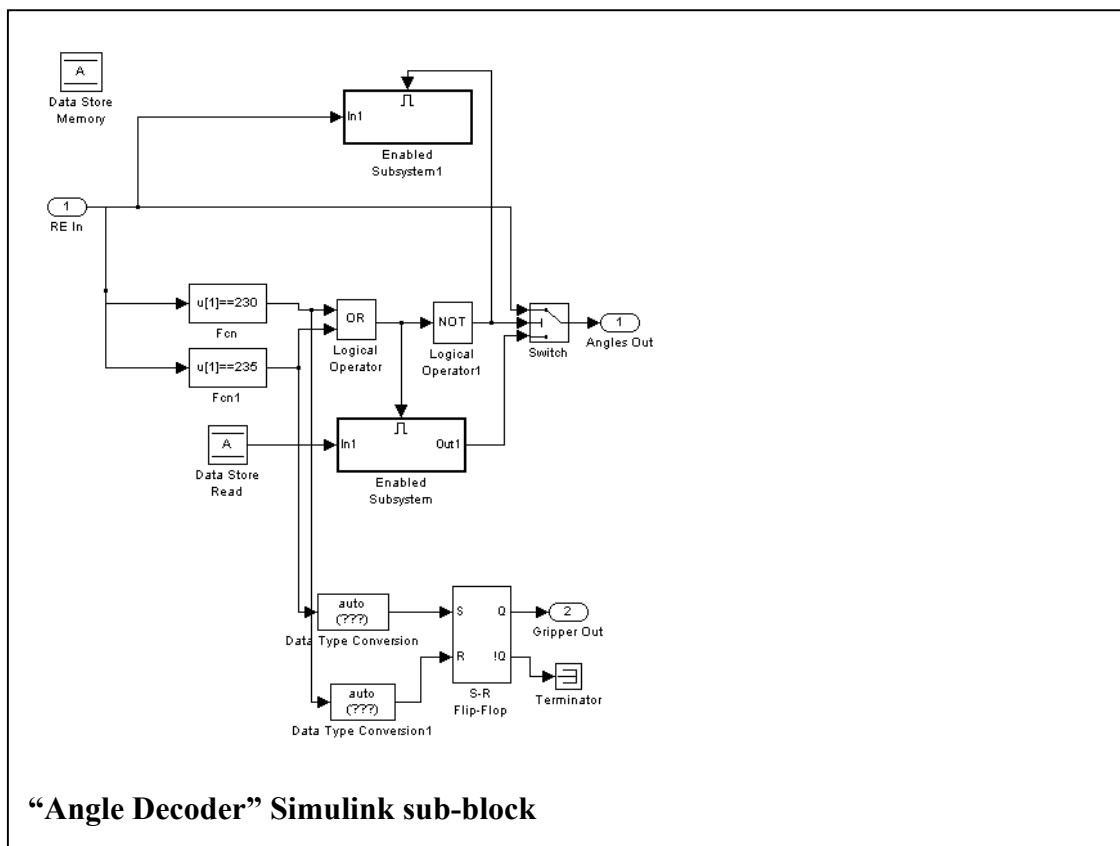 A
Data Store
Memory
In1
Enabled
Subsystem1
1
RE In
u[1]==230
Fcn
u[1]==235
Fcn1
OR
Logical
Operator
NOT
Logical
Operator1
Switch
1
Angles Out
A
Data Store
Read
In1
Out1
Enabled
Subsystem
auto
(???)
Data Type Conversion
auto
(???)
Data Type Conversion1
S
Q
R
!Q
S-R
Flip-Flop
2
Gripper Out
Terminator
“Angle Decoder” Simulink sub-block